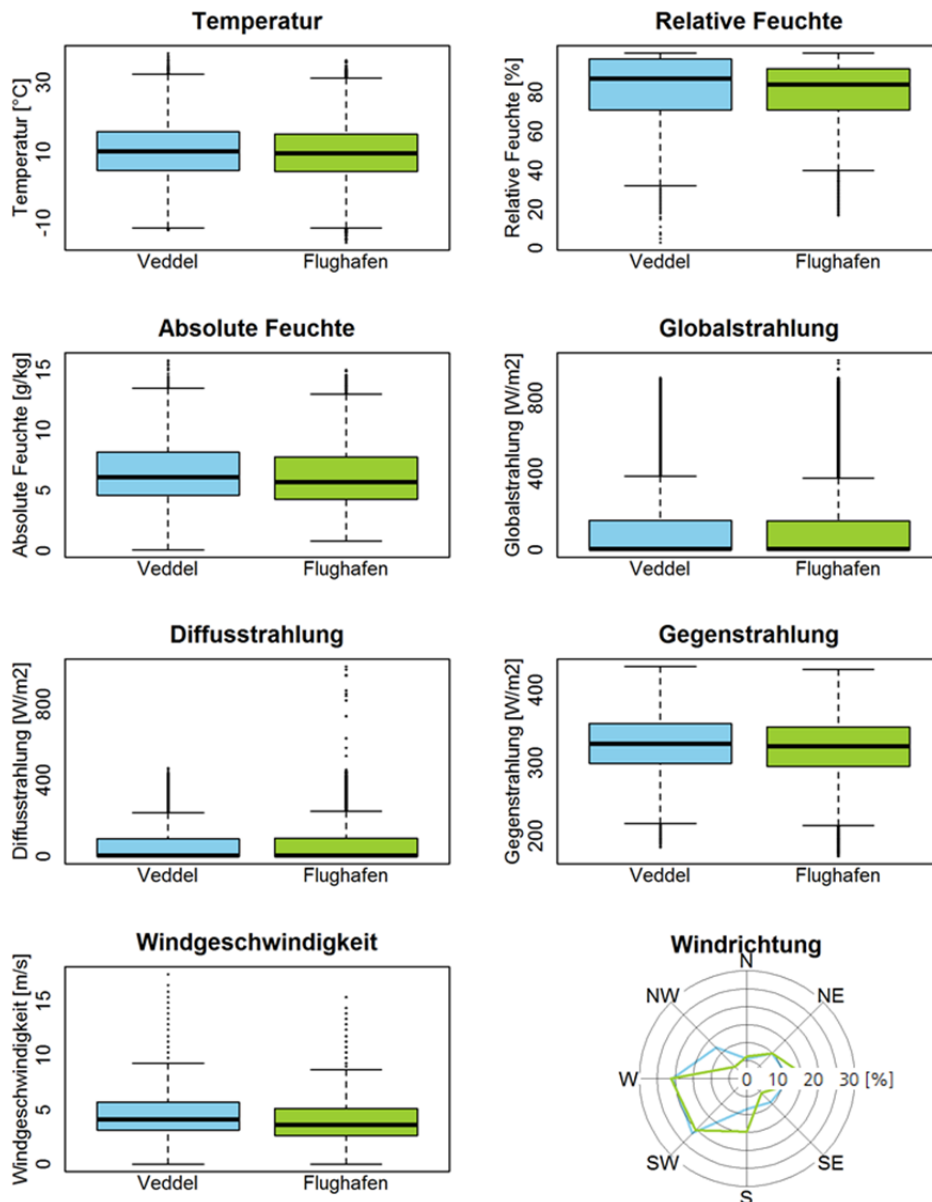 Temperatur
Temperatur [°C]
30
10
-10
Veddel
Flughafen
Relative Feuchte
Relative Feuchte [%]
80
60
40
20
0
Veddel
Flughafen
Absolute Feuchte
Absolute Feuchte [g/kg]
15
10
5
0
Veddel
Flughafen
Globalstrahlung
Globalstrahlung [W/m2]
800
400
0
Veddel
Flughafen
Diffusstrahlung
Diffusstrahlung [W/m2]
800
400
0
Veddel
Flughafen
Gegenstrahlung
Gegenstrahlung [W/m2]
400
300
200
Veddel
Flughafen
Windgeschwindigkeit
Windgeschwindigkeit [m/s]
15
10
5
0
Veddel
Flughafen
Windrichtung
N
NW
NE
W
0 10 20 30 [%]
SW
SE
S